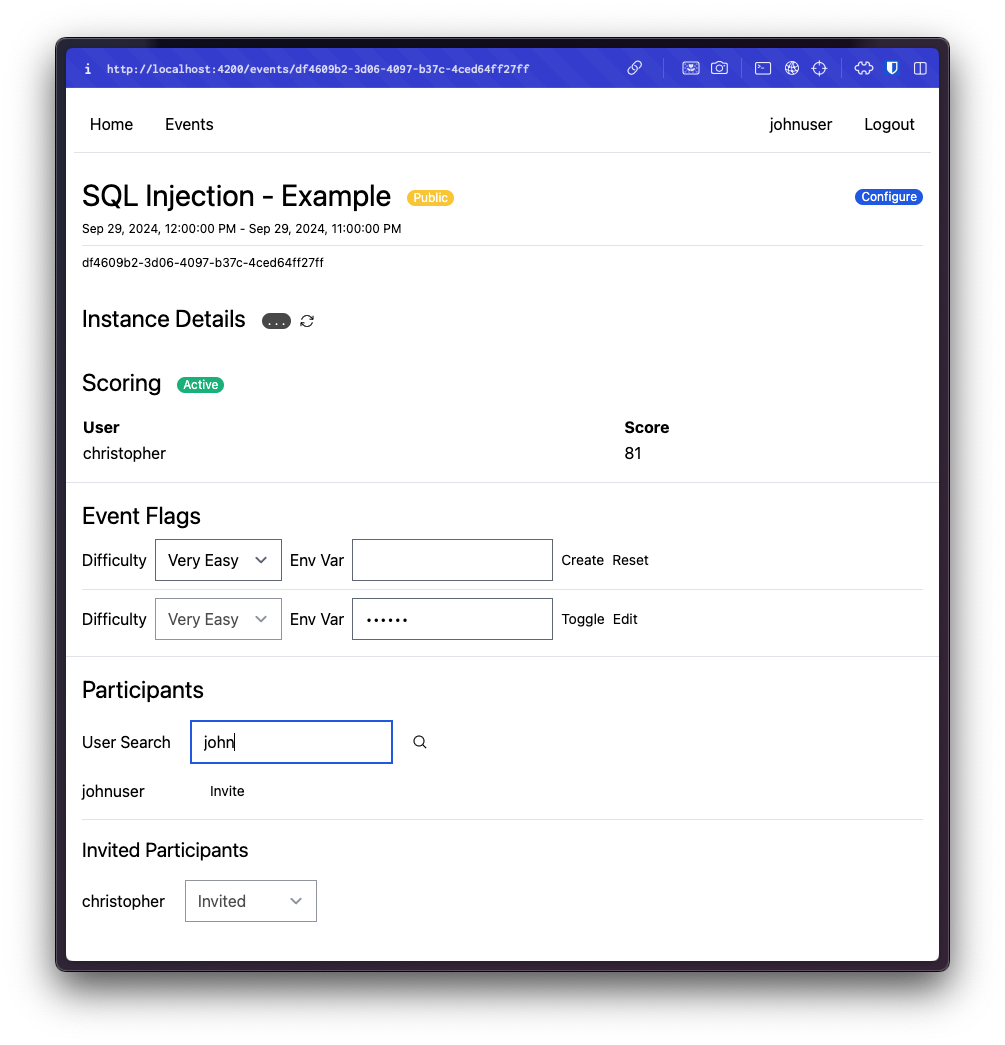 i http://localhost:4200/events/df4609b2-3d06-4097-b37c-4ced64ff27ff
Home Events johnuser Logout
SQL Injection - Example Public Configure
Sep 29, 2024, 12:00:00 PM - Sep 29, 2024, 11:00:00 PM
df4609b2-3d06-4097-b37c-4ced64ff27ff
Instance Details ...
Scoring Active
User Score
christopher 81
Event Flags
Difficulty Very Easy Env Var Create Reset
Difficulty Very Easy Env Var •••••• Toggle Edit
Participants
User Search john
johnuser Invite
Invited Participants
christopher Invited